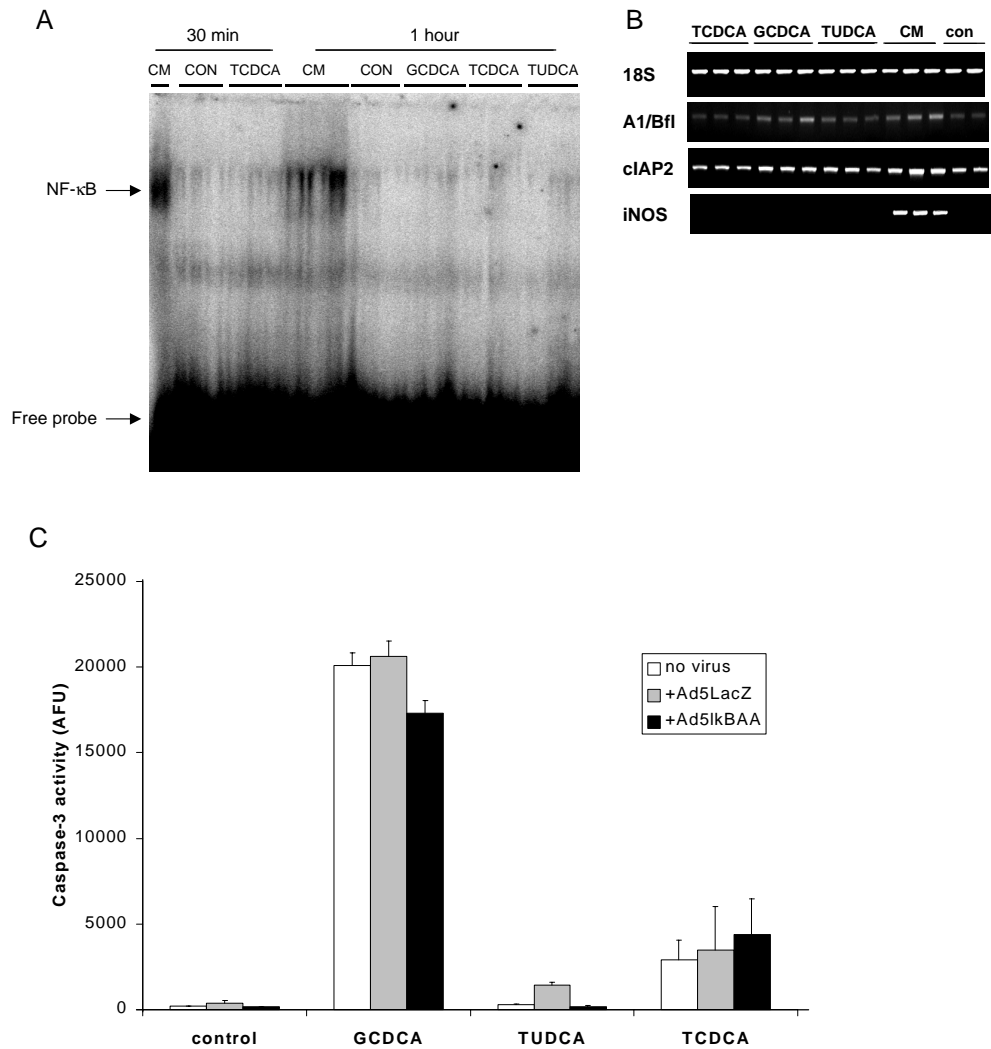 A
30 min
1 hour
CM CON TCDCA CM CON GCDCA TCDCA TUDCA
NF-κB
Free probe
B
TCDCA GCDCA TUDCA CM con
18S
A1/Bfl
cIAP2
iNOS
C
Caspase-3 activity (AFU)
25000
20000
15000
10000
5000
0
control GCDCA TUDCA TCDCA
no virus
+Ad5LacZ
+Ad5IkBAA